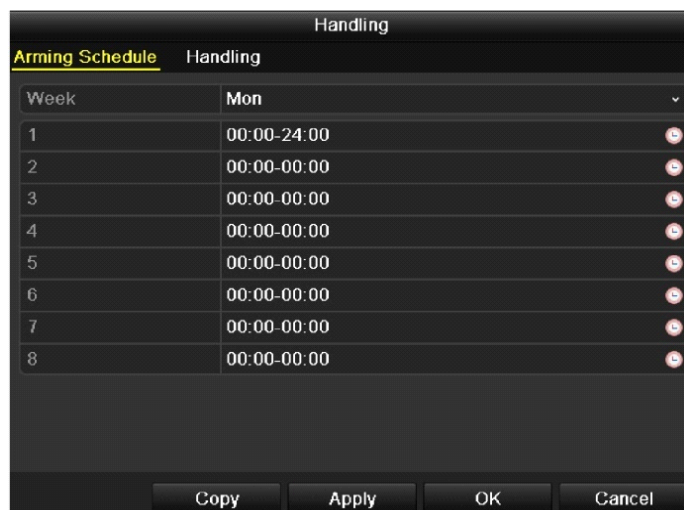 Handling
Arming Schedule Handling
Week Mon
1 00:00-24:00
2 00:00-00:00
3 00:00-00:00
4 00:00-00:00
5 00:00-00:00
6 00:00-00:00
7 00:00-00:00
8 00:00-00:00
Copy Apply OK Cancel